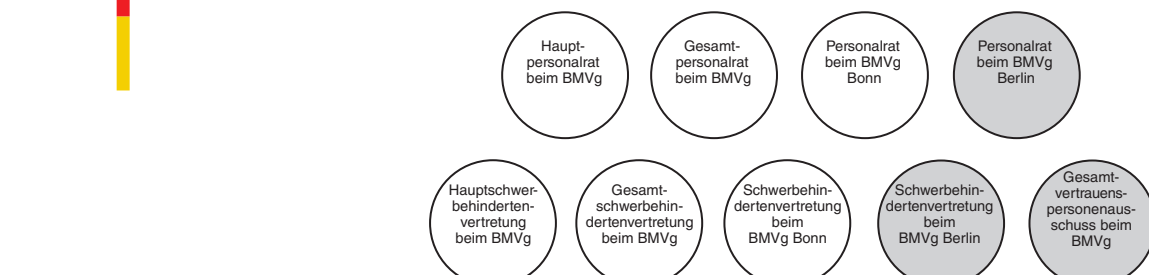 Haupt-
personalrat
beim BMVg
Gesamt-
personalrat
beim BMVg
Personalrat
beim BMVg
Bonn
Personalrat
beim BMVg
Berlin
Hauptschwer-
behinderten-
vertretung
beim BMVg
Gesamt-
schwerbehin-
dertenvertretung
beim BMVg
Schwerbehin-
dertenvertretung
beim
BMVg Bonn
Schwerbehin-
dertenvertretung
beim
BMVg Berlin
Gesamt-
vertrauens-
personenaus-
schuss beim
BMVg